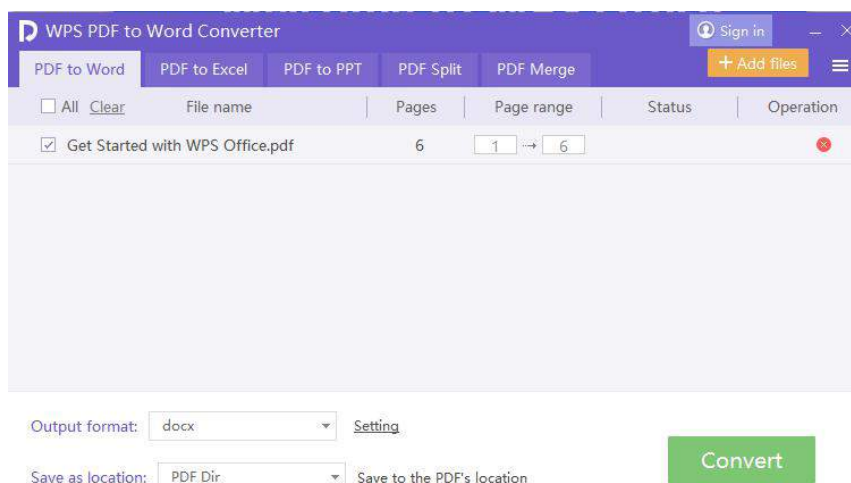 WPS PDF to Word Converter
Sign in
PDF to Word PDF to Excel PDF to PPT PDF Split PDF Merge
+ Add files
All Clear File name Pages Page range Status Operation
Get Started with WPS Office.pdf 6 1 → 6
Output format: docx Setting
Convert
Save as location: PDF Dir Save to the PDF's location